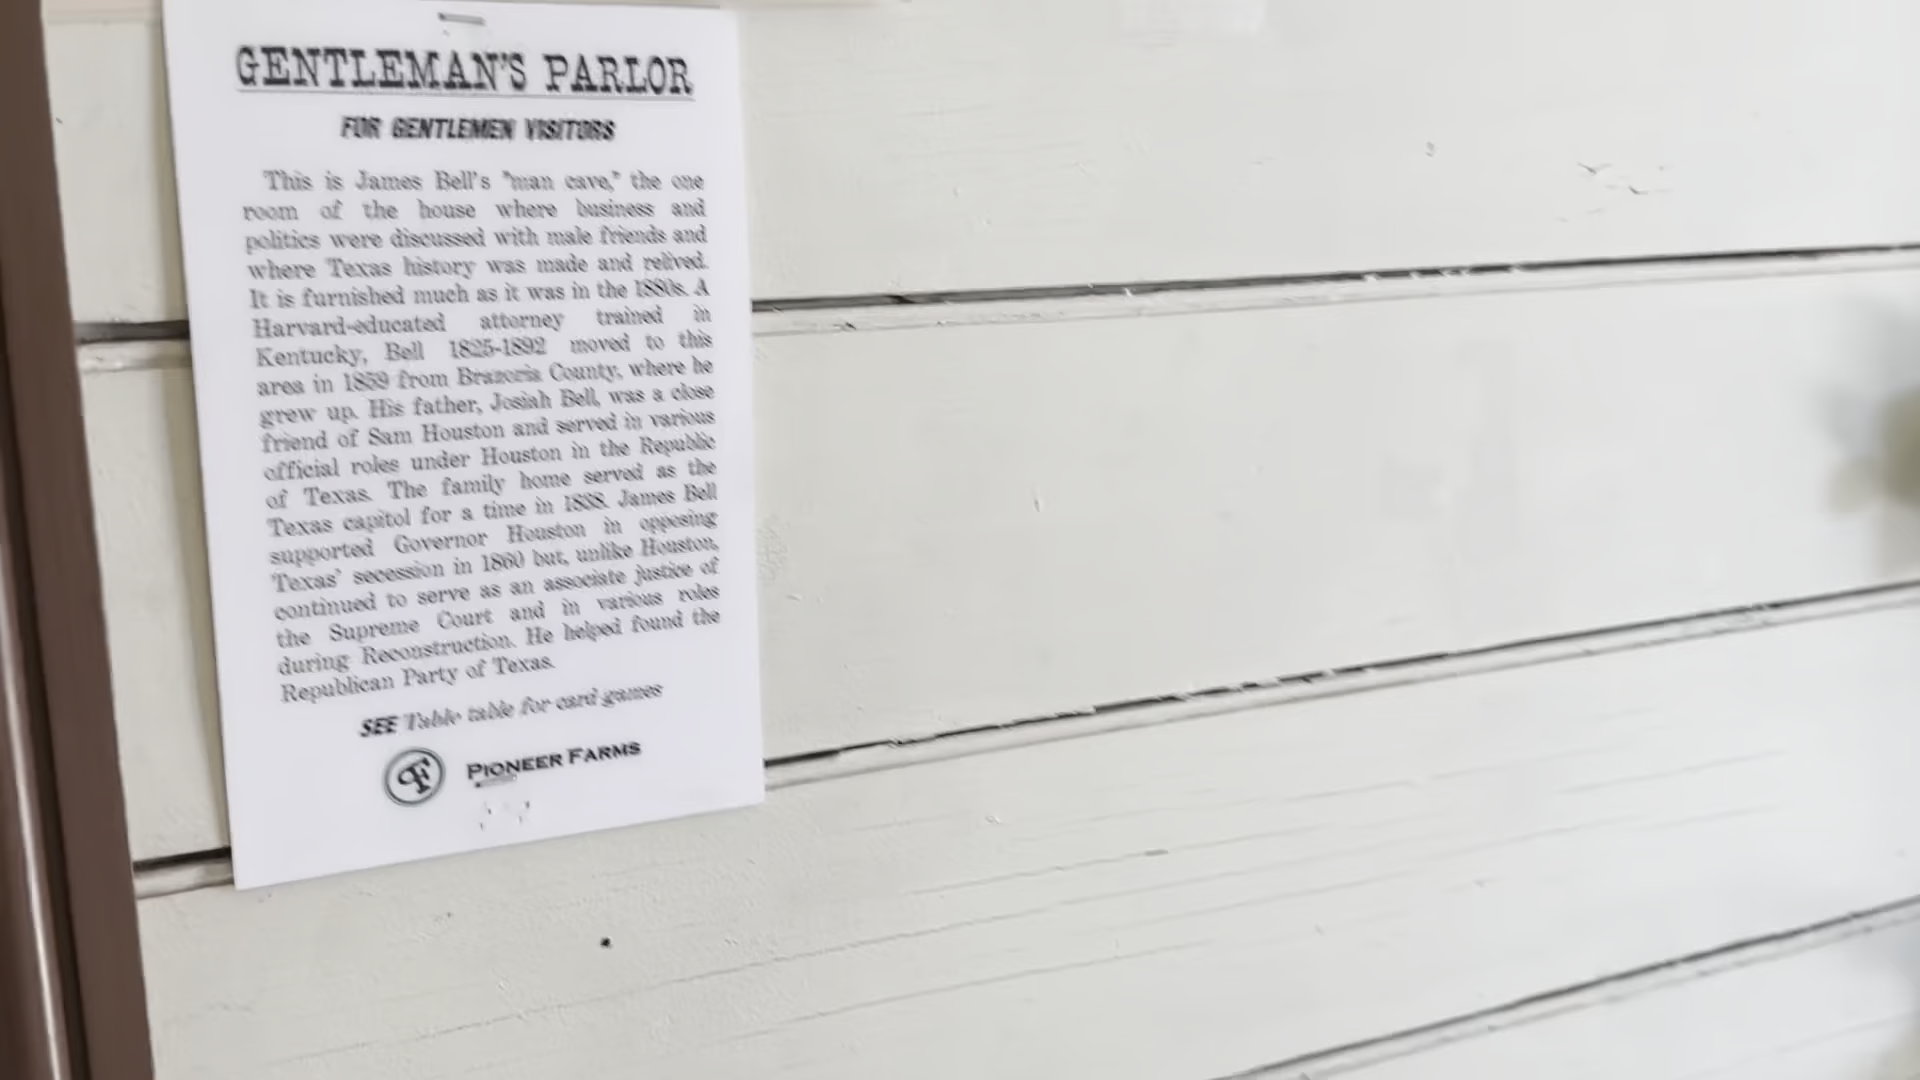 GENTLEMAN'S PARLOR
FOR GENTLEMEN VISITORS
This is James Bell's "man cave," the one
room of the house where business and
politics were discussed with male friends and
where Texas history was made and relived.
It is furnished much as it was in the 1880s. A
Harvard-educated attorney trained in
Kentucky, Bell 1825-1892 moved to this
area in 1859 from Brazoria County, where he
grew up. His father, Josiah Bell, was a close
friend of Sam Houston and served in various
official roles under Houston in the Republic
of Texas. The family home served as the
Texas capitol for a time in 1838. James Bell
supported Governor Houston in opposing
Texas' secession in 1860 but, unlike Houston,
continued to serve as an associate justice of
the Supreme Court and in various roles
during Reconstruction. He helped found the
Republican Party of Texas.
SEE Table table for card games
PF PIONEER FARMS